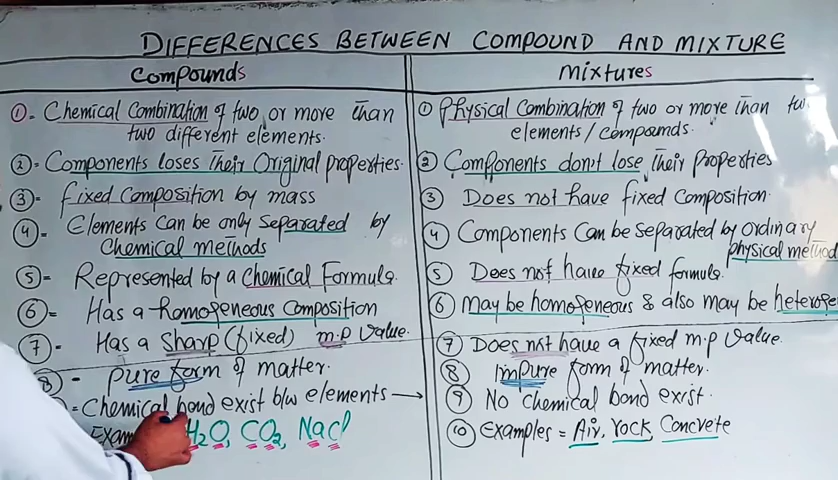 DIFFERENCES BETWEEN COMPOUND AND MIXTURE
Compounds
① = Chemical Combination of two or more than
two different elements.
② = Components loses their Original properties.
③ = fixed Composition by mass
④ = Elements can be only separated by
Chemical methods
⑤ = Represented by a Chemical Formula.
⑥ = Has a homogeneous Composition
⑦ - Has a sharp (fixed) m.p value.
⑧ - pure form of matter.
= Chemical bond exist b/w elements →
H₂O, CO₂, NaCl
Mixtures
① Physical Combination of two or more than
elements/compounds.
② Components don't lose their properties
③ Does not have fixed Composition.
④ Components Can be separated by ordinary
physical method
⑤ Does not have fixed formula.
⑥ May be homogeneous & also may be
⑦ Does not have a fixed m.p value.
⑧ Impure form of matter.
⑨ No Chemical bond exist.
⑩ Examples = Air, rock, Concrete